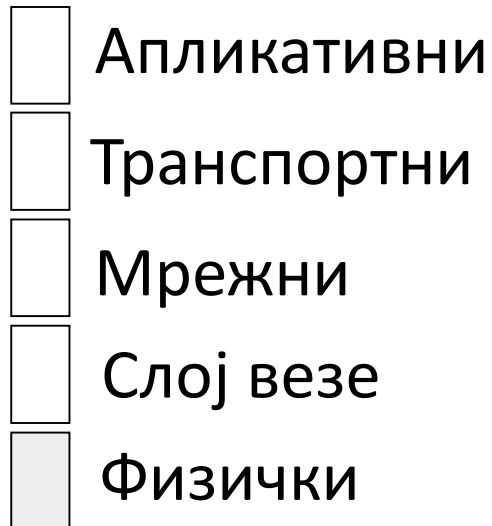 Апликативни
Транспортни
Мрежни
Слој везе
Физички